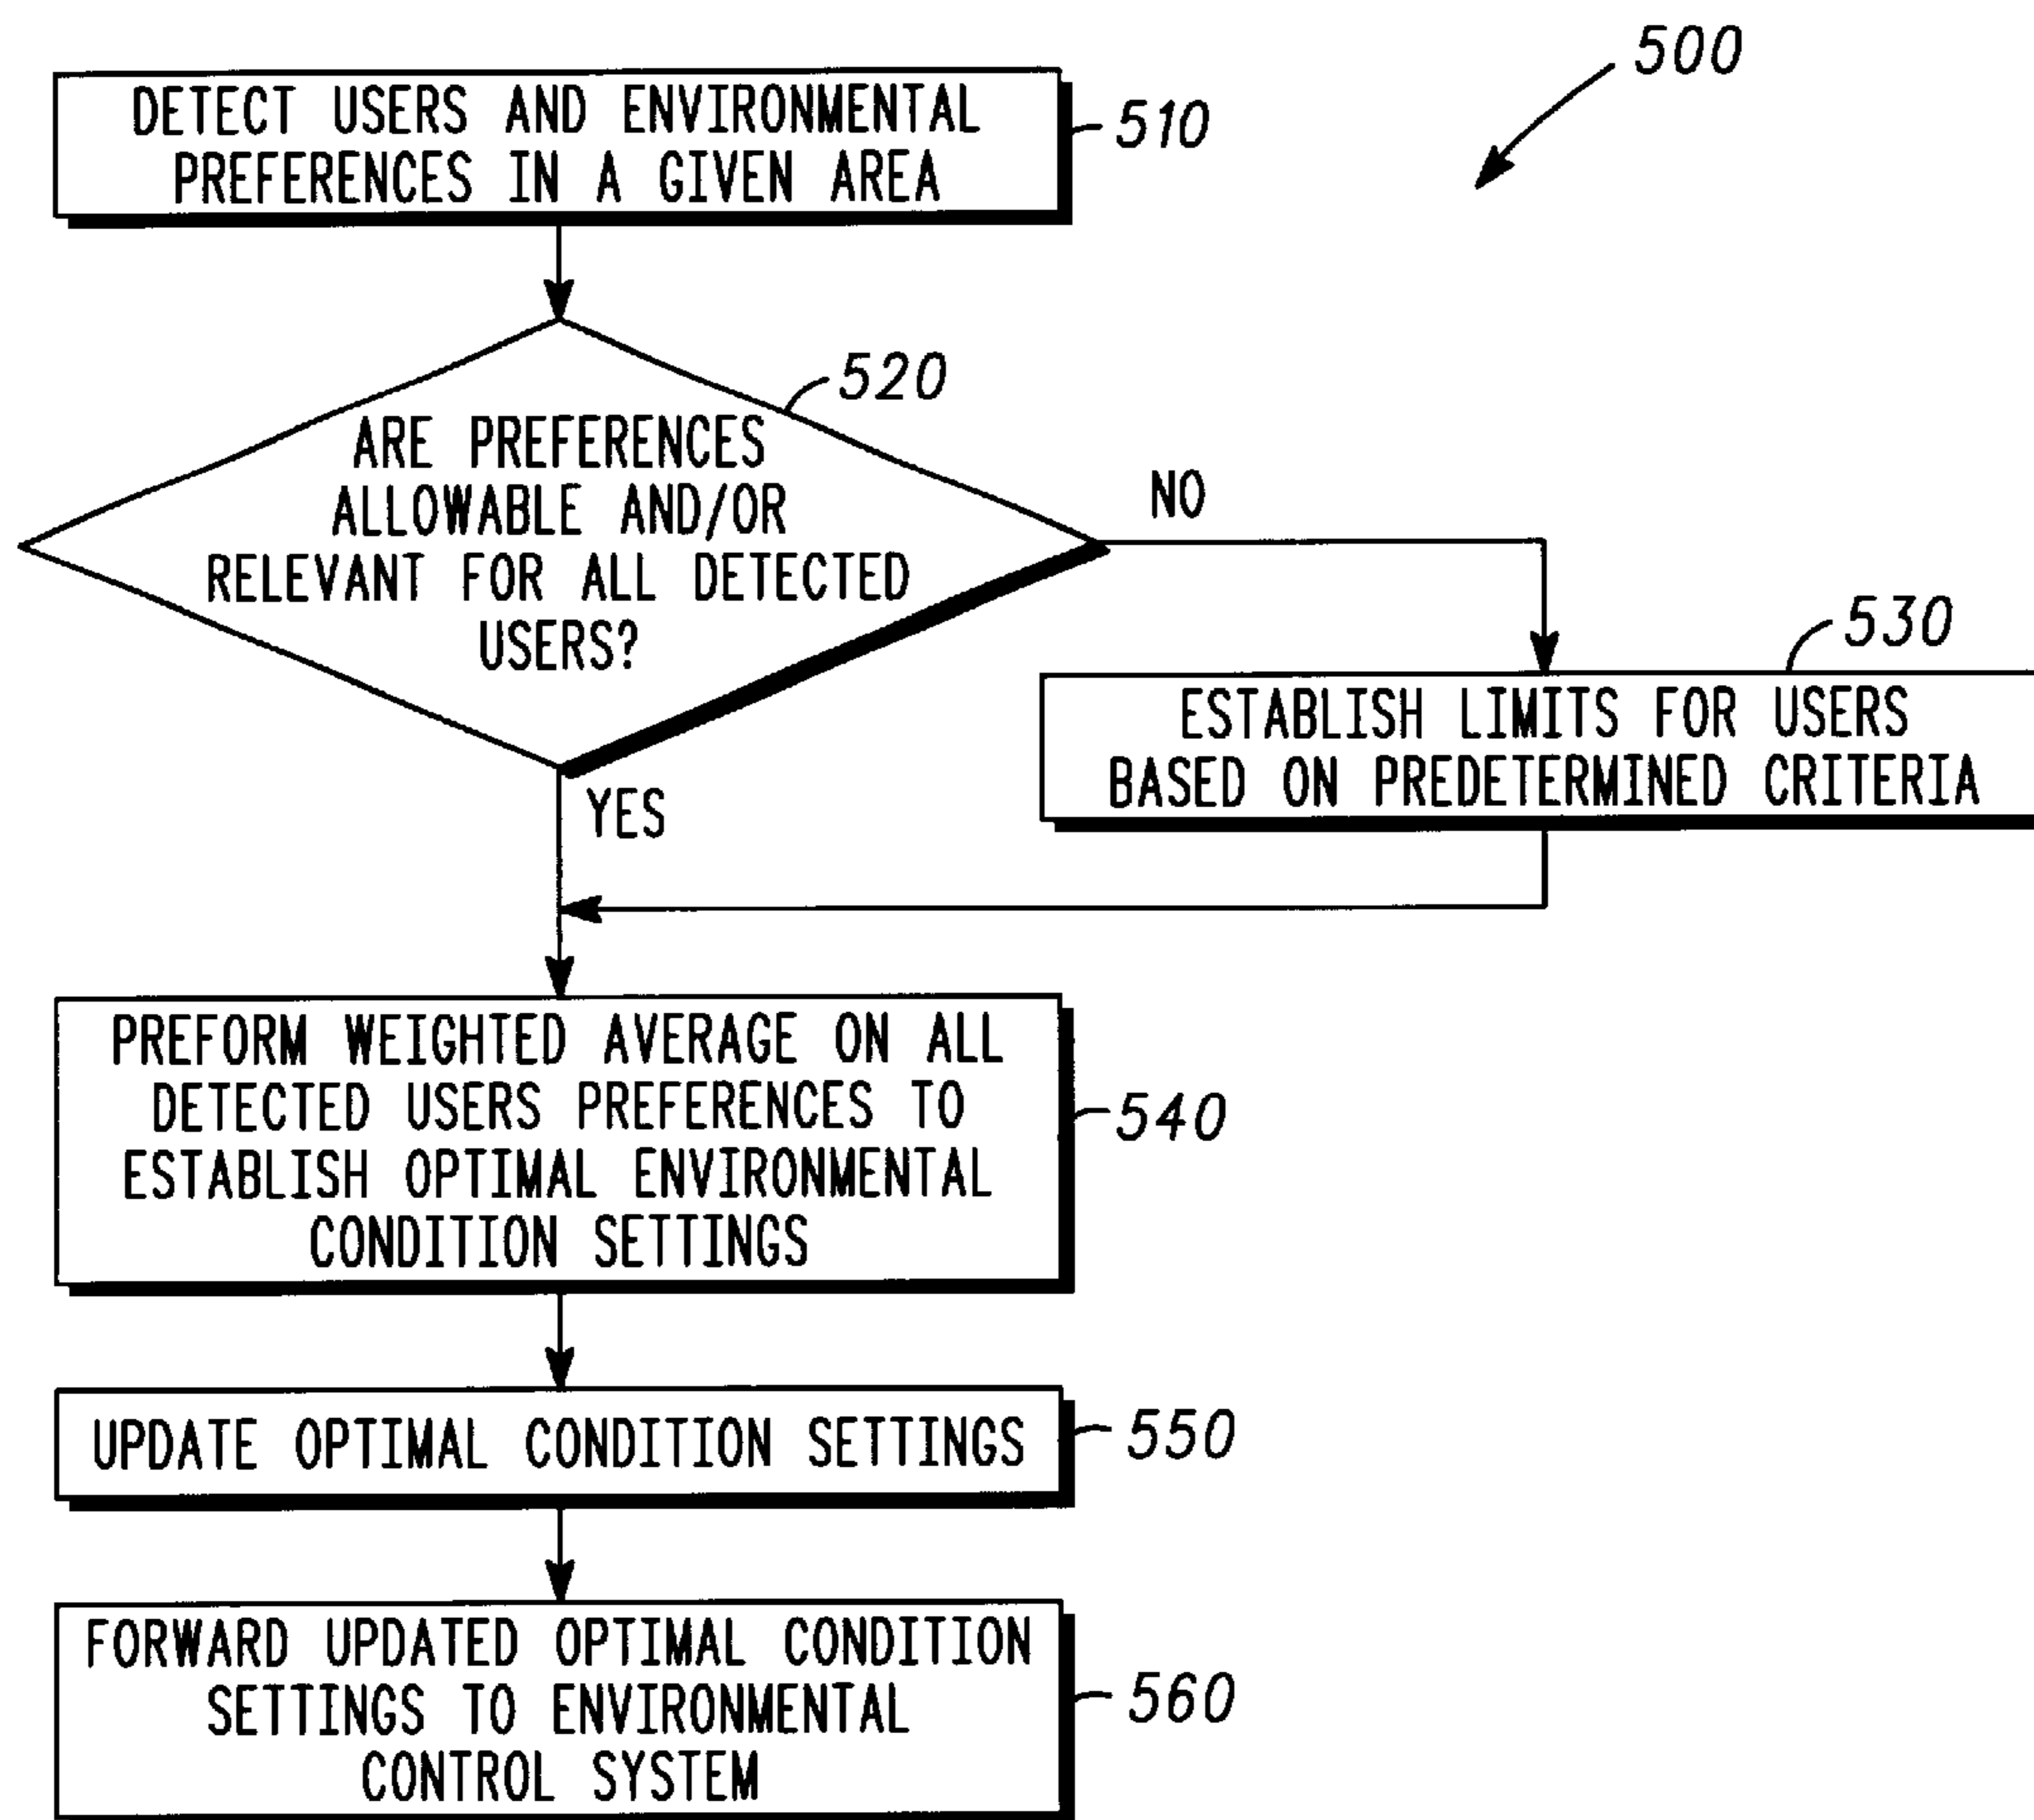 500
DETECT USERS AND ENVIRONMENTAL
PREFERENCES IN A GIVEN AREA
510
520
ARE PREFERENCES
ALLOWABLE AND/OR
RELEVANT FOR ALL DETECTED
USERS?
NO
YES
530
ESTABLISH LIMITS FOR USERS
BASED ON PREDETERMINED CRITERIA
PREFORM WEIGHTED AVERAGE ON ALL
DETECTED USERS PREFERENCES TO
ESTABLISH OPTIMAL ENVIRONMENTAL
CONDITION SETTINGS
540
UPDATE OPTIMAL CONDITION SETTINGS
550
FORWARD UPDATED OPTIMAL CONDITION
SETTINGS TO ENVIRONMENTAL
CONTROL SYSTEM
560